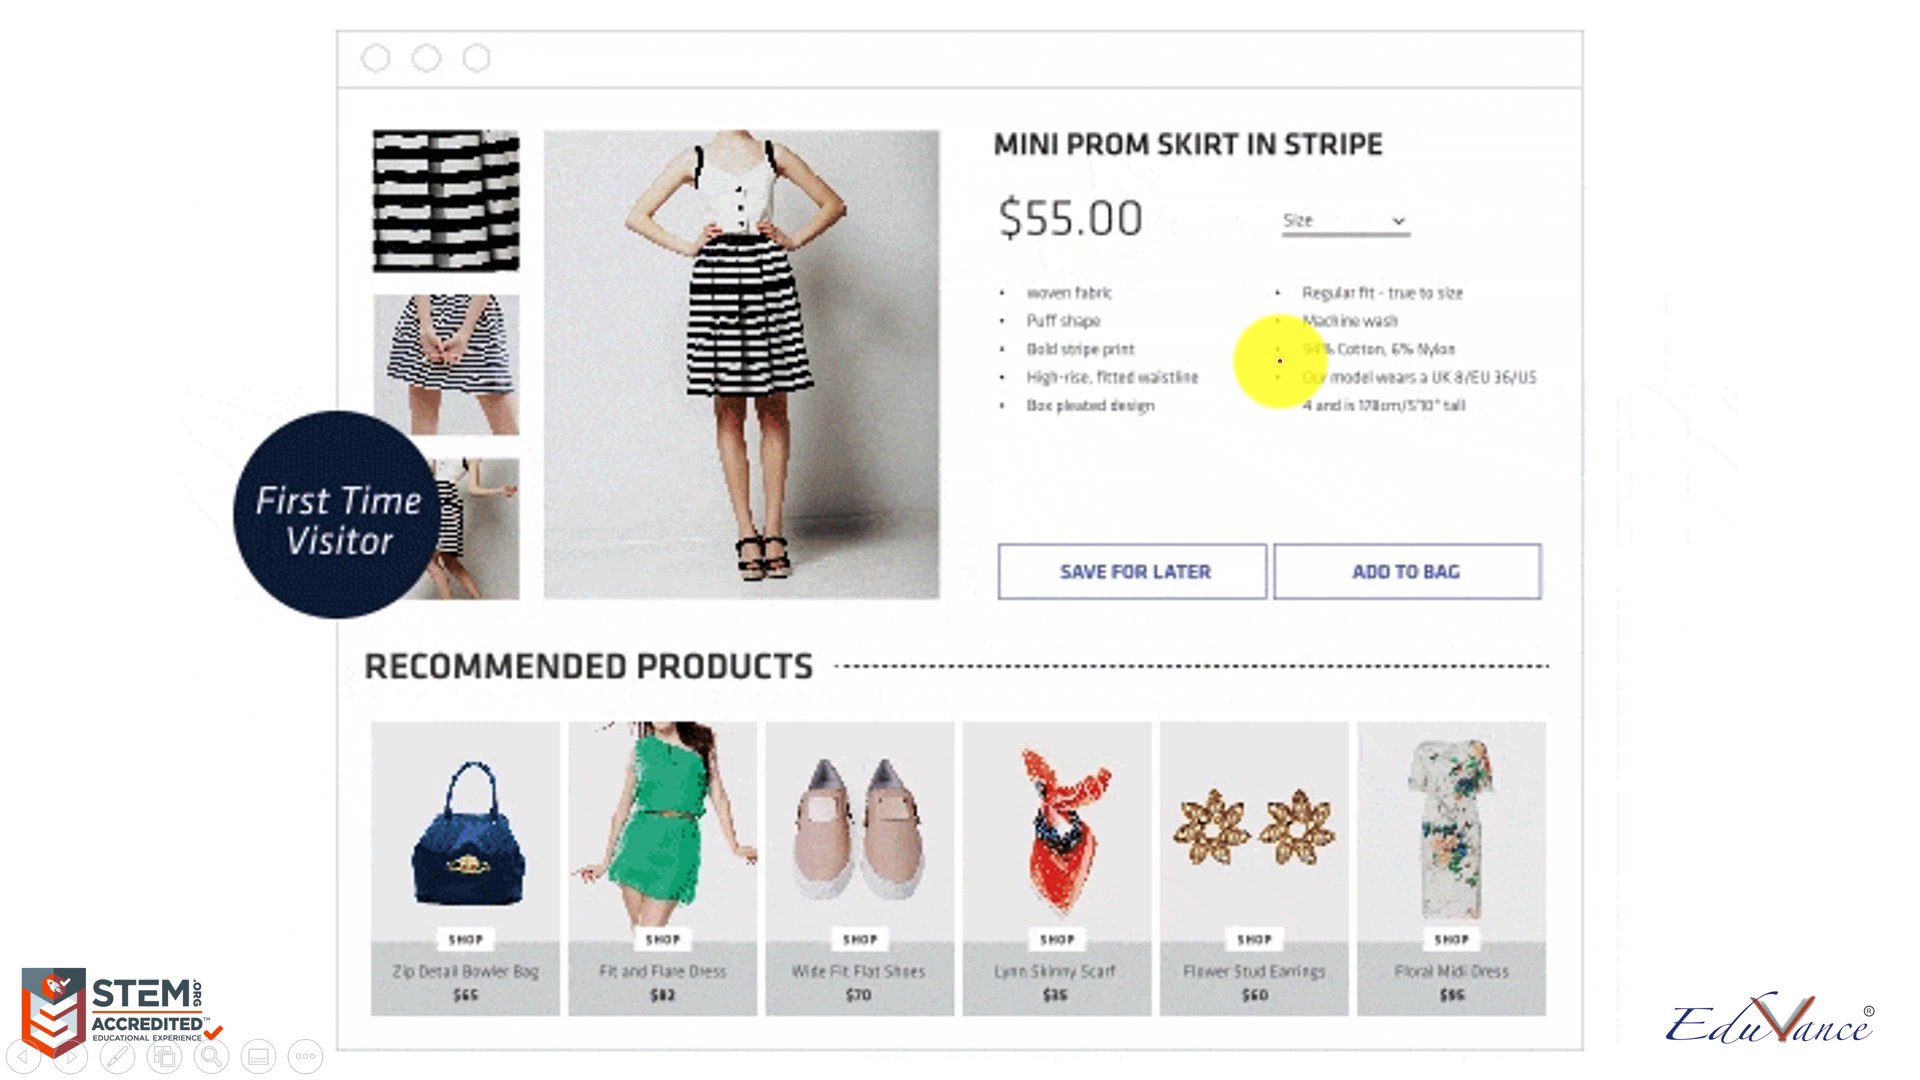 MINI PROM SKIRT IN STRIPE
$55.00
Size
• woven fabric
• Puff shape
• Bold stripe print
• High-rise, fitted waistline
• Box pleated design
• Regular fit - true to size
• Machine wash
• 94% Cotton, 6% Nylon
• Our model wears a UK 8/EU 36/US
4 and is 178cm/5'10" tall
First Time
Visitor
SAVE FOR LATER
ADD TO BAG
RECOMMENDED PRODUCTS
SHOP
Zip Detail Bowler Bag
$65
SHOP
Fit and Flare Dress
$82
SHOP
Wide Fit Flat Shoes
$70
SHOP
Lynn Skinny Scarf
$35
SHOP
Flower Stud Earrings
$60
SHOP
Floral Midi Dress
$95
STEM.ORG
ACCREDITED™
EDUCATIONAL EXPERIENCE
EduVance®